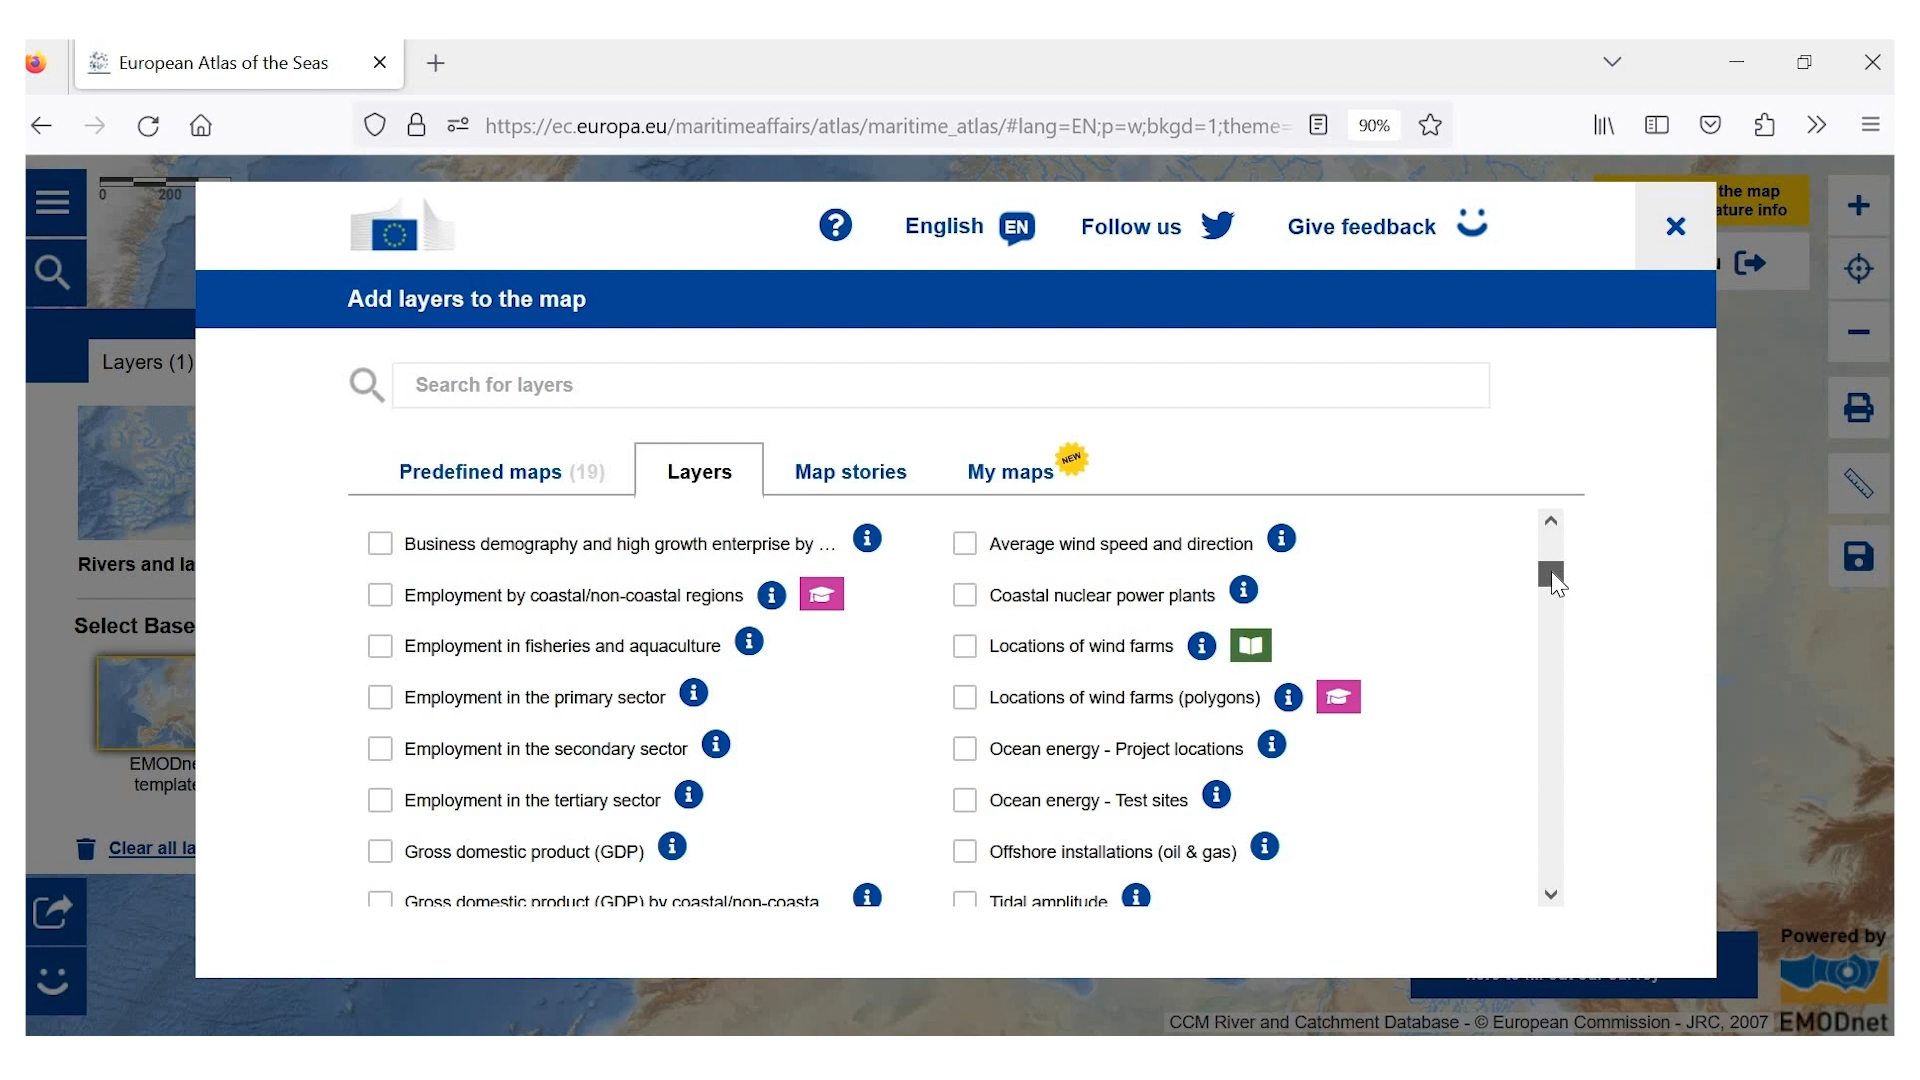 European Atlas of the Seas
https://ec.europa.eu/maritimeaffairs/atlas/maritime_atlas/#lang=EN;p=w;bkgd=1;theme=
90%
0 200
the map
ature info
English EN
Follow us
Give feedback
Add layers to the map
Layers (1)
Search for layers
Predefined maps (19)
Layers
Map stories
My maps
NEW
Business demography and high growth enterprise by ...
Employment by coastal/non-coastal regions
Employment in fisheries and aquaculture
Employment in the primary sector
Employment in the secondary sector
Employment in the tertiary sector
Gross domestic product (GDP)
Gross domestic product (GDP) by coastal/non-coasta
Average wind speed and direction
Coastal nuclear power plants
Locations of wind farms
Locations of wind farms (polygons)
Ocean energy - Project locations
Ocean energy - Test sites
Offshore installations (oil & gas)
Tidal amplitude
Rivers and la
Select Base
EMODne
template
Clear all la
Powered by
EMODnet
CCM River and Catchment Database - © European Commission - JRC, 2007